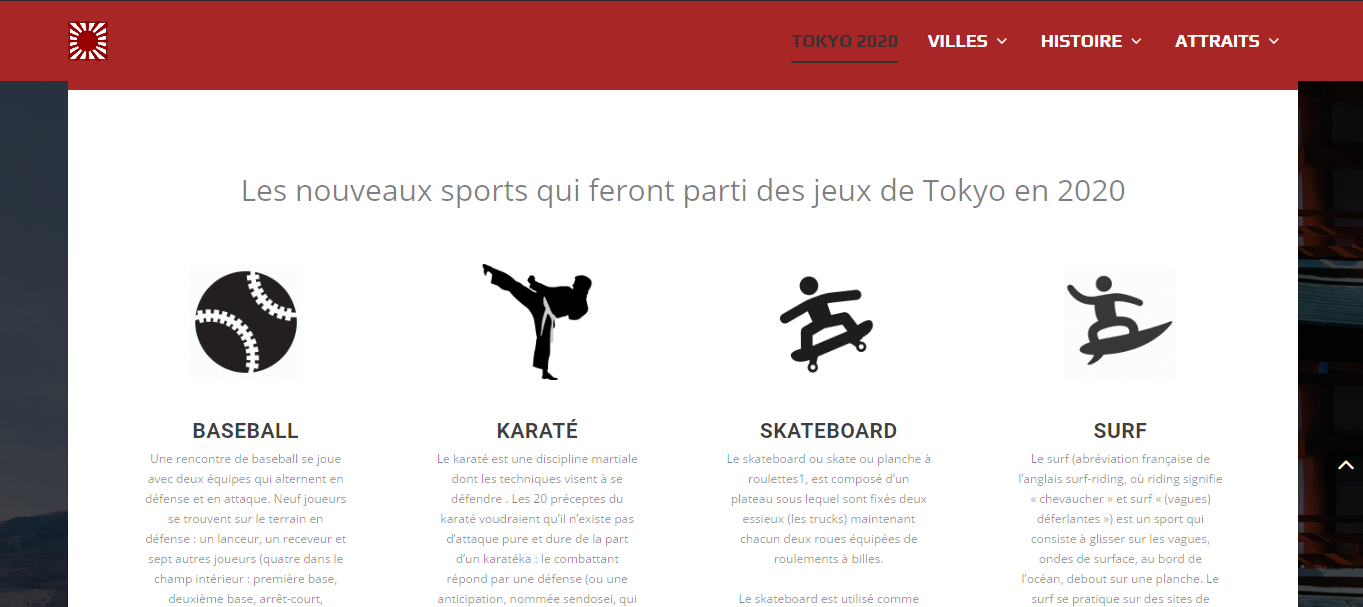 TOKYO 2020
VILLES
HISTOIRE
ATTRAITS
Les nouveaux sports qui feront parti des jeux de Tokyo en 2020
BASEBALL
Une rencontre de baseball se joue
avec deux équipes qui alternent en
défense et en attaque. Neuf joueurs
se trouvent sur le terrain en
défense : un lanceur, un receveur et
sept autres joueurs (quatre dans le
champ intérieur : première base,
deuxième base, arrêt-court,
KARATÉ
Le karaté est une discipline martiale
dont les techniques visent à se
défendre . Les 20 préceptes du
karaté voudraient qu’il n’existe pas
d’attaque pure et dure de la part
d’un karatéka : le combattant
répond par une défense (ou une
anticipation, nommée sendosei, qui
SKATEBOARD
Le skateboard ou skate ou planche à
roulettes1, est composé d’un
plateau sous lequel sont fixés deux
essieux (les trucks) maintenant
chacun deux roues équipées de
roulements à billes.
Le skateboard est utilisé comme
SURF
Le surf (abréviation française de
l’anglais surf-riding, où riding signifie
« chevaucher » et surf « (vagues)
déferlantes ») est un sport qui
consiste à glisser sur les vagues,
ondes de surface, au bord de
l’océan, debout sur une planche. Le
surf se pratique sur des sites de